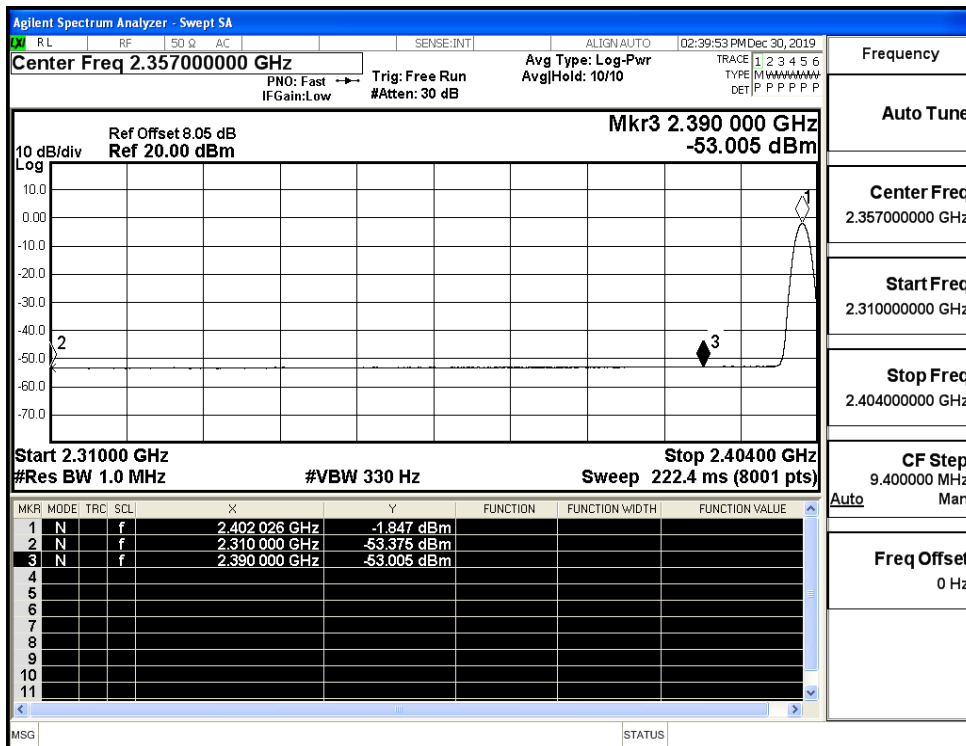 Agilent Spectrum Analyzer - Swept SA
LXI RL RF 50 Ω AC SENSE:INT ALIGN AUTO 02:39:53 PM Dec 30, 2019
Center Freq 2.357000000 GHz
PNO: Fast
IFGain:Low
Trig: Free Run
#Atten: 30 dB
Avg Type: Log-Pwr
Avg|Hold: 10/10
TRACE 1 2 3 4 5 6
TYPE M W W W W W
DET P P P P P P
Ref Offset 8.05 dB
10 dB/div Ref 20.00 dBm
Log
Mkr3 2.390 000 GHz
-53.005 dBm
10.0
0.00
-10.0
-20.0
-30.0
-40.0
-50.0
-60.0
-70.0
1
2
3
Start 2.31000 GHz Stop 2.40400 GHz
#Res BW 1.0 MHz #VBW 330 Hz Sweep 222.4 ms (8001 pts)
MKR MODE TRC SCL X Y FUNCTION FUNCTION WIDTH FUNCTION VALUE
1 N f 2.402 026 GHz -1.847 dBm
2 N f 2.310 000 GHz -53.375 dBm
3 N f 2.390 000 GHz -53.005 dBm
4
5
6
7
8
9
10
11
MSG STATUS
Frequency
Auto Tune
Center Freq
2.357000000 GHz
Start Freq
2.310000000 GHz
Stop Freq
2.404000000 GHz
CF Step
9.400000 MHz
Auto Man
Freq Offset
0 Hz